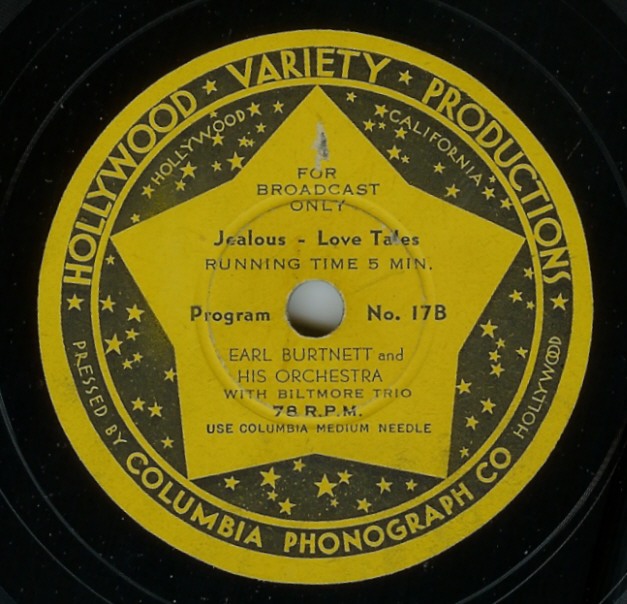 HOLLYWOOD ★ VARIETY ★ PRODUCTIONS
HOLLYWOOD CALIFORNIA
FOR
BROADCAST
ONLY
Jealous - Love Tales
RUNNING TIME 5 MIN.
Program No. 17B
EARL BURTNETT and
HIS ORCHESTRA
WITH BILTMORE TRIO
78 R.P.M.
USE COLUMBIA MEDIUM NEEDLE
PRESSED BY COLUMBIA PHONOGRAPH CO HOLLYWOOD